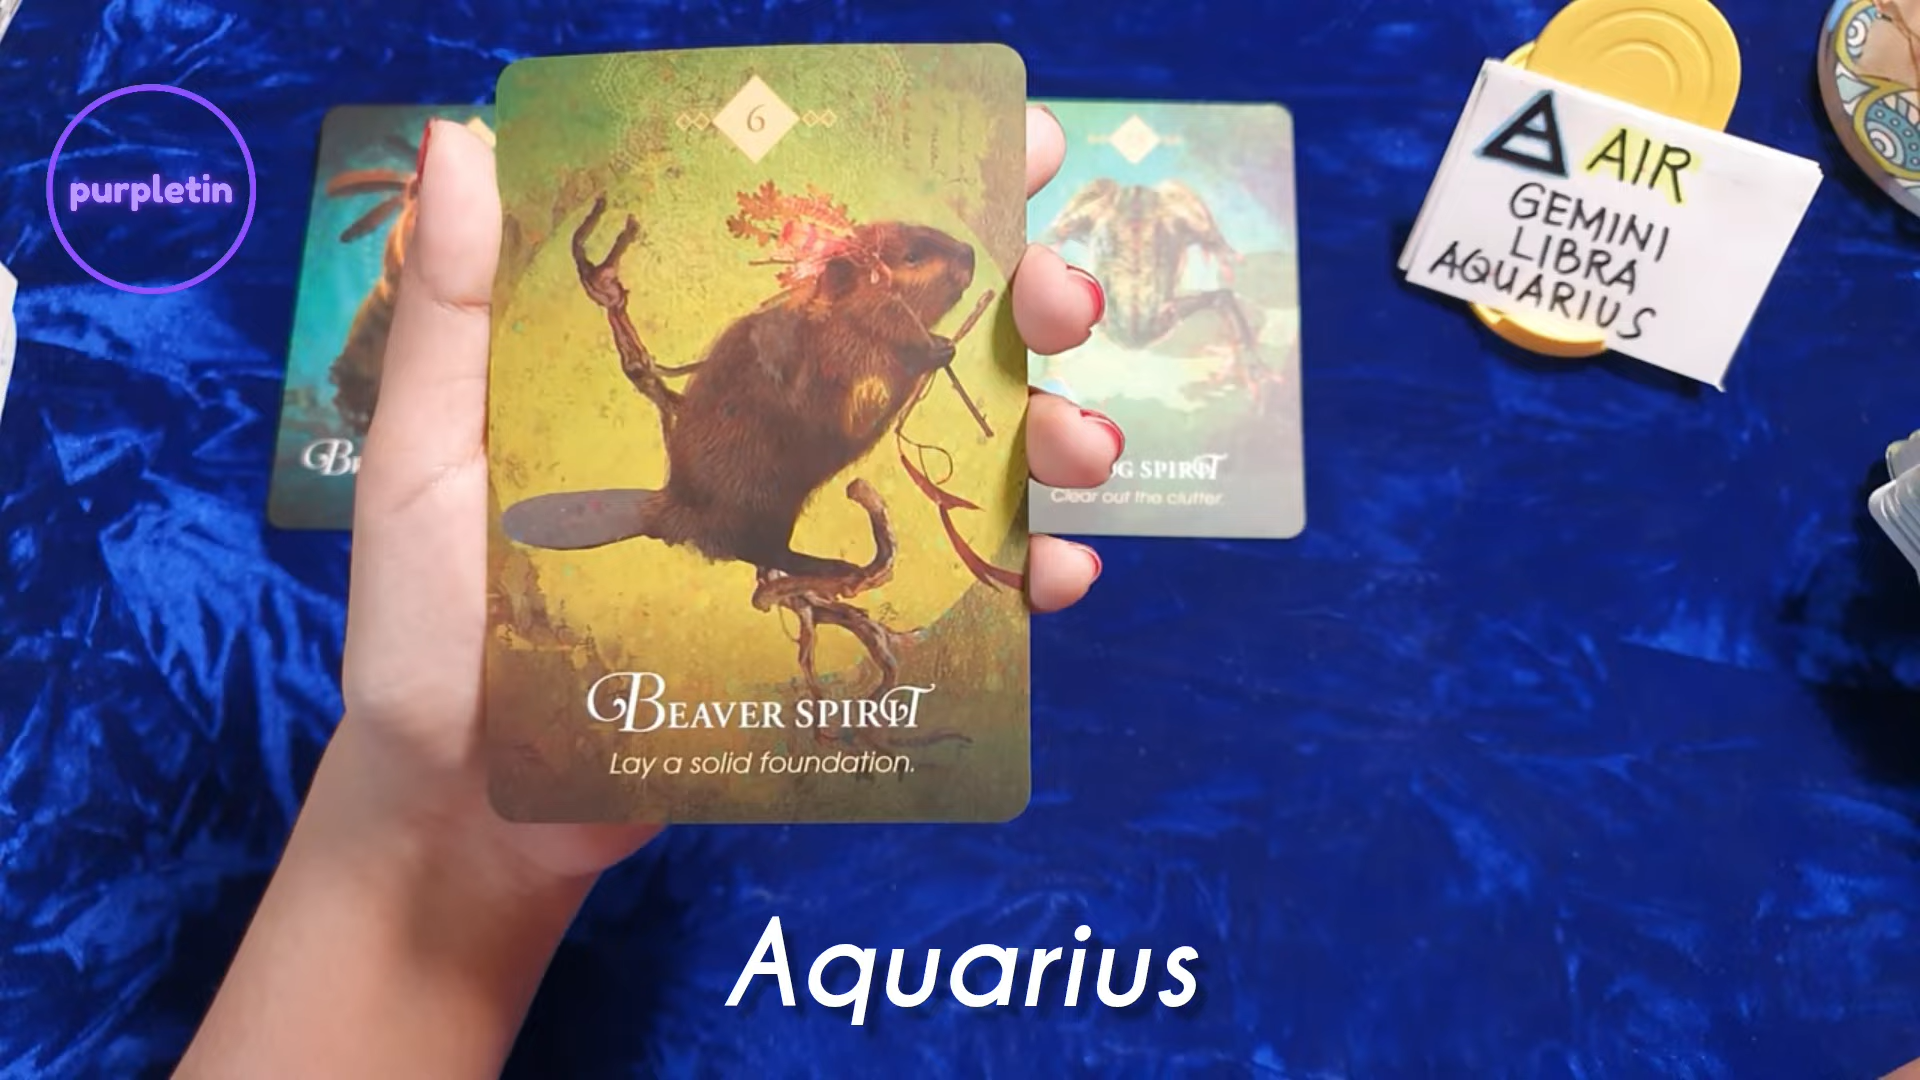 purpletin
6
BEAVER SPIRIT
Lay a solid foundation.
SPIRIT
Clear out the clutter.
AIR
GEMINI
LIBRA
AQUARIUS
Aquarius